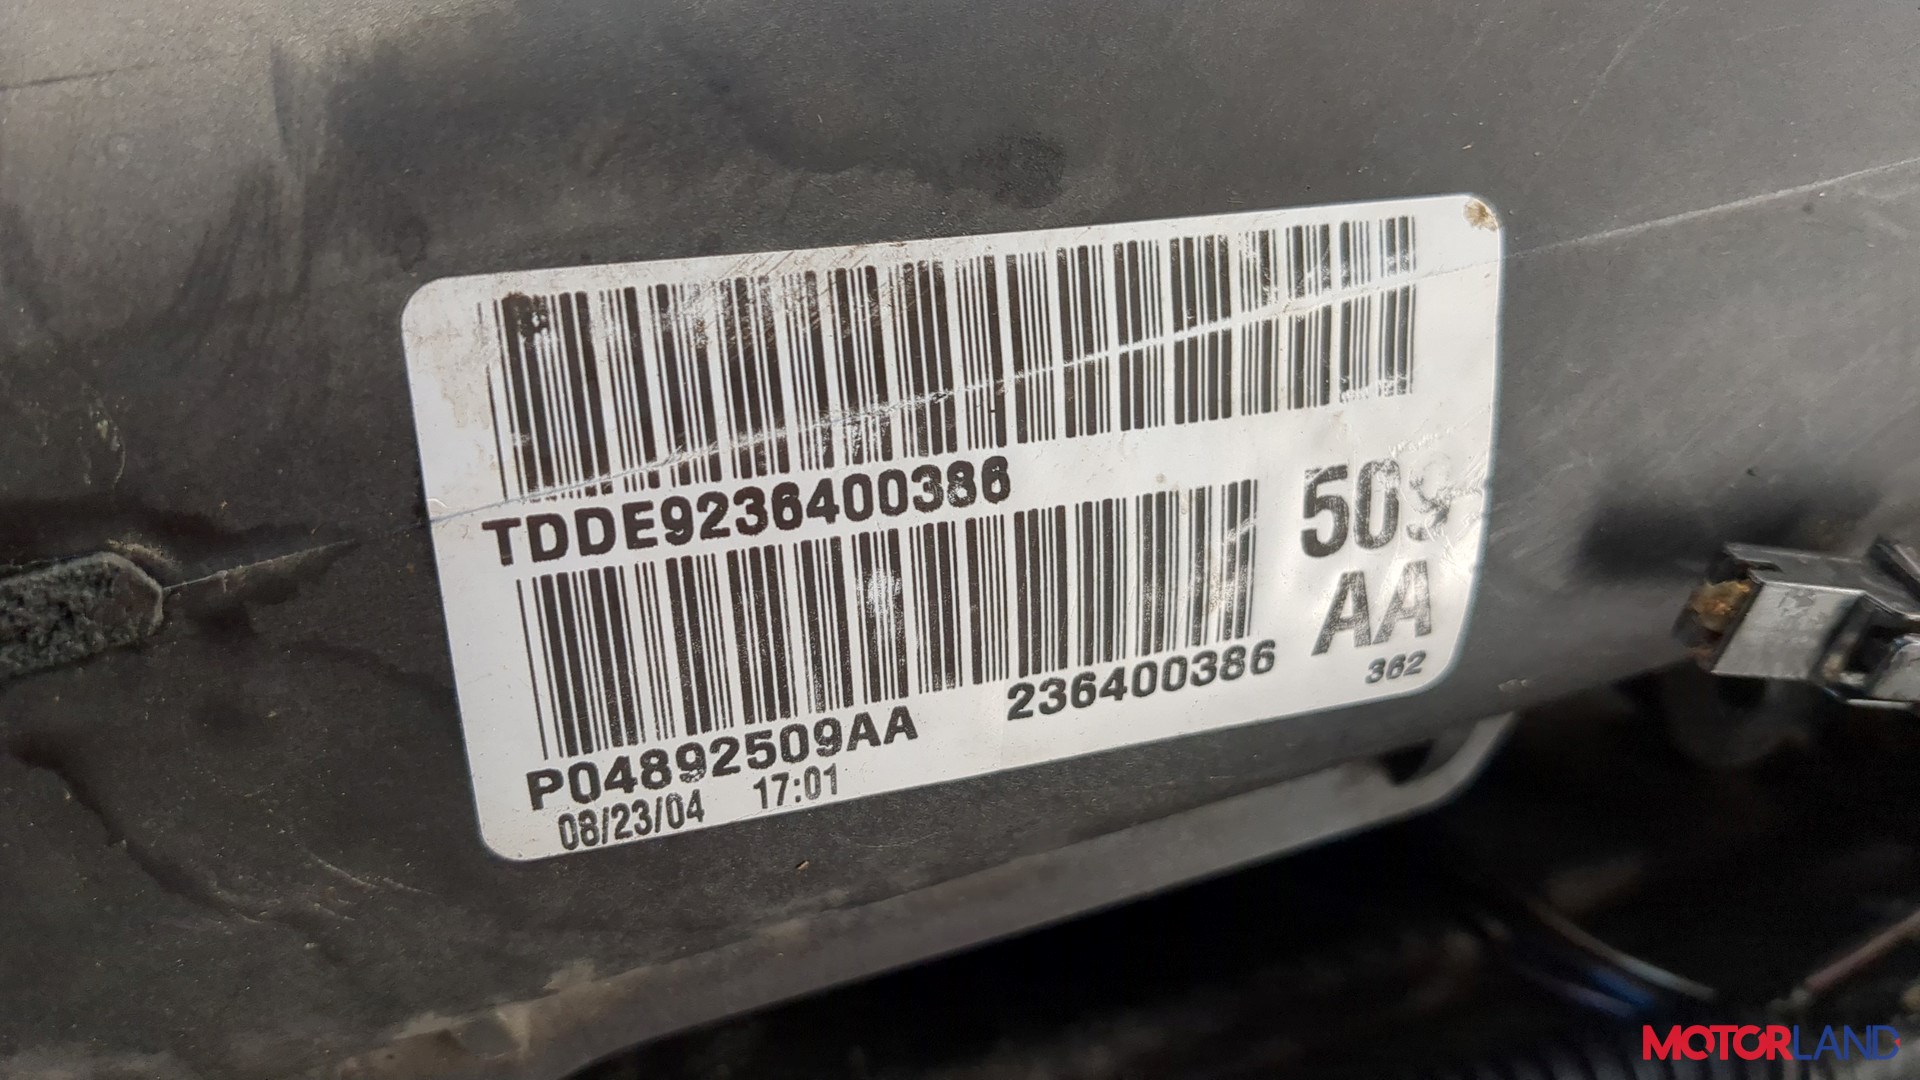 TDDE9236400386
509
AA
362
P04892509AA 236400386
08/23/04 17:01
MOTORLAND